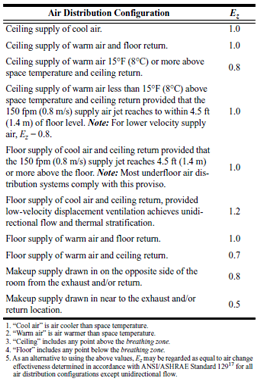 Air Distribution Configuration E_z
Ceiling supply of cool air. 1.0
Ceiling supply of warm air and floor return. 1.0
Ceiling supply of warm air 15°F (8°C) or more above
space temperature and ceiling return. 0.8
Ceiling supply of warm air less than 15°F (8°C) above
space temperature and ceiling return provided that the
150 fpm (0.8 m/s) supply air jet reaches to within 4.5 ft
(1.4 m) of floor level. Note: For lower velocity supply
air, E_z = 0.8. 1.0
Floor supply of cool air and ceiling return provided that
the 150 fpm (0.8 m/s) supply jet reaches 4.5 ft (1.4 m)
or more above the floor. Note: Most underfloor air dis-
tribution systems comply with this proviso. 1.0
Floor supply of cool air and ceiling return, provided
low-velocity displacement ventilation achieves unidi-
rectional flow and thermal stratification. 1.2
Floor supply of warm air and floor return. 1.0
Floor supply of warm air and ceiling return. 0.7
Makeup supply drawn in on the opposite side of the
room from the exhaust and/or return. 0.8
Makeup supply drawn in near to the exhaust and/or
return location. 0.5
1. "Cool air" is air cooler than space temperature.
2. "Warm air" is air warmer than space temperature.
3. "Ceiling" includes any point above the breathing zone.
4. "Floor" includes any point below the breathing zone.
5. As an alternative to using the above values, E_z may be regarded as equal to air change
effectiveness determined in accordance with ANSI/ASHRAE Standard 129^17 for all
air distribution configurations except unidirectional flow.